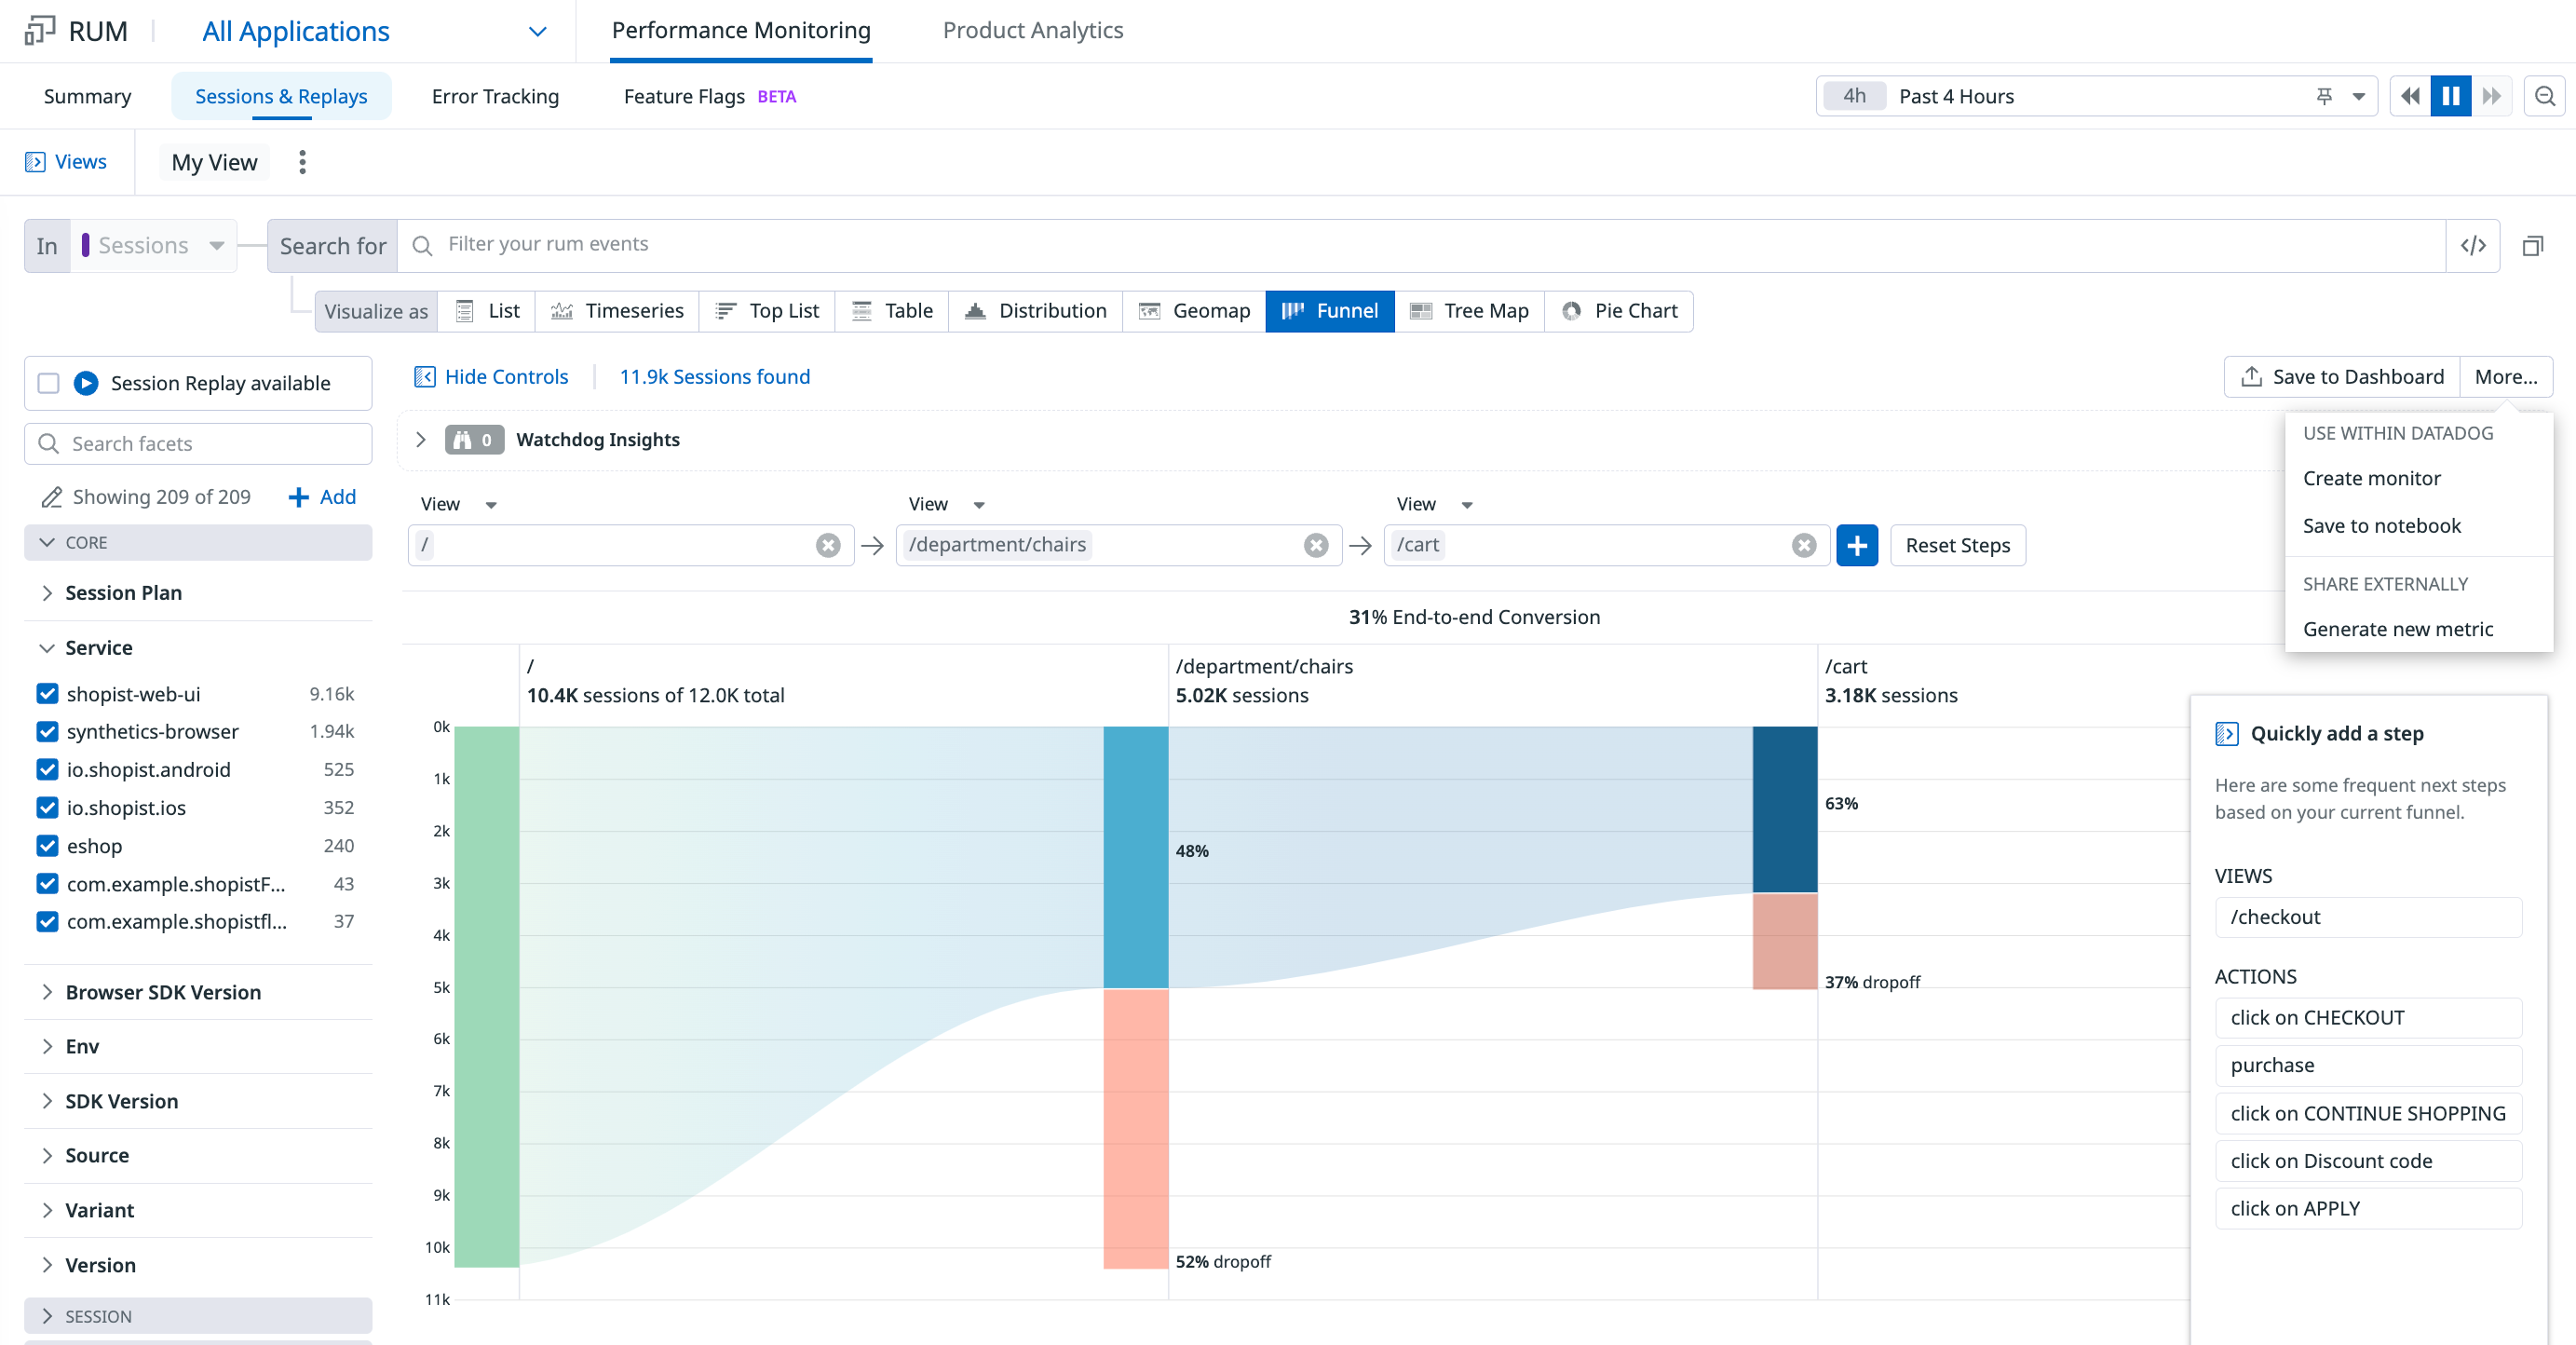 RUM All Applications Performance Monitoring Product Analytics
Summary Sessions & Replays Error Tracking Feature Flags BETA 4h Past 4 Hours
Views My View
In Sessions Search for Filter your rum events </>
Visualize as List Timeseries Top List Table Distribution Geomap Funnel Tree Map Pie Chart
Session Replay available
Search facets
Showing 209 of 209 Add
CORE
Session Plan
Service
shopist-web-ui 9.16k
synthetics-browser 1.94k
io.shopist.android 525
io.shopist.ios 352
eshop 240
com.example.shopistF... 43
com.example.shopistfl... 37
Browser SDK Version
Env
SDK Version
Source
Variant
Version
SESSION
Hide Controls 11.9k Sessions found Save to Dashboard More...
0 Watchdog Insights
View View View
/ /department/chairs /cart Reset Steps
31% End-to-end Conversion
/ /department/chairs /cart
10.4K sessions of 12.0K total 5.02K sessions 3.18K sessions
0k
1k
63%
2k
48%
3k
4k
37% dropoff
5k
6k
7k
8k
9k
10k
52% dropoff
11k
USE WITHIN DATADOG
Create monitor
Save to notebook
SHARE EXTERNALLY
Generate new metric
Quickly add a step
Here are some frequent next steps
based on your current funnel.
VIEWS
/checkout
ACTIONS
click on CHECKOUT
purchase
click on CONTINUE SHOPPING
click on Discount code
click on APPLY